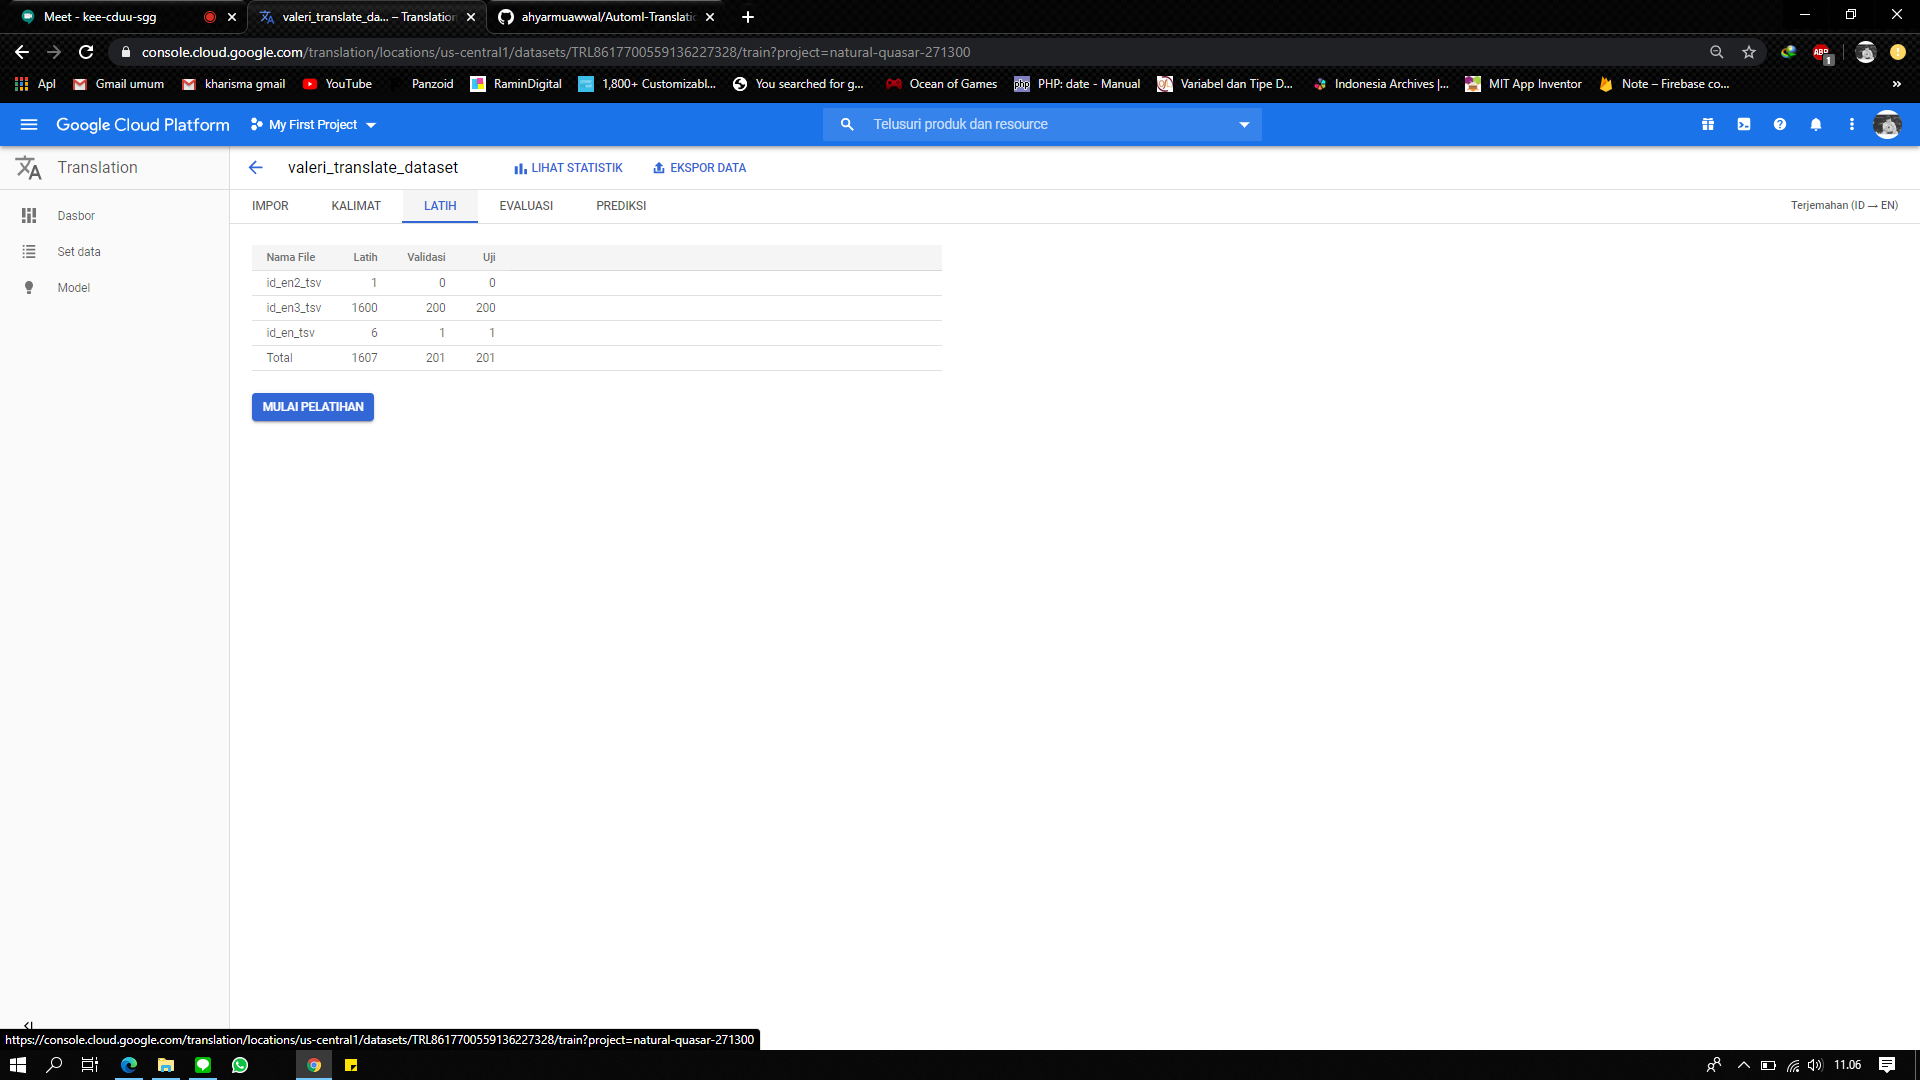 Meet - kee-cduu-sgg
valeri_translate_da... – Translation
ahyarmuawwal/Automl-Translatic
console.cloud.google.com/translation/locations/us-central1/datasets/TRL8617700559136227328/train?project=natural-quasar-271300
ABP
1
Apl
Gmail umum
kharisma gmail
YouTube
Panzoid
RaminDigital
1,800+ Customizabl...
You searched for g...
Ocean of Games
php
PHP: date - Manual
Variabel dan Tipe D...
Indonesia Archives |...
MIT App Inventor
Note – Firebase co...
»
Google Cloud Platform
My First Project
Telusuri produk dan resource
Translation
valeri_translate_dataset
LIHAT STATISTIK
EKSPOR DATA
Dasbor
Set data
Model
IMPOR
KALIMAT
LATIH
EVALUASI
PREDIKSI
Terjemahan (ID → EN)
Nama File Latih Validasi Uji
id_en2_tsv 1 0 0
id_en3_tsv 1600 200 200
id_en_tsv 6 1 1
Total 1607 201 201
MULAI PELATIHAN
https://console.cloud.google.com/translation/locations/us-central1/datasets/TRL8617700559136227328/train?project=natural-quasar-271300
11.06